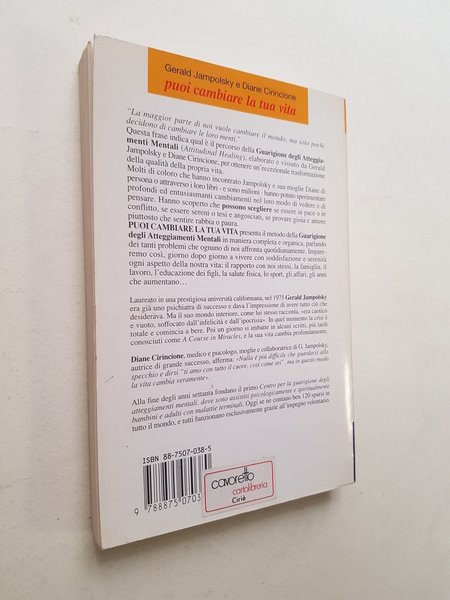 Gerald Jampolsky e Diane Cirincione
puoi cambiare la tua vita
"La maggior parte di noi vuole cambiare il mondo, ma solo pochi
decidono di cambiare le loro menti."
Questa frase indica qual è il percorso della Guarigione degli Atteggia-
menti Mentali (Attitudinal Healing), elaborato e vissuto da Gerald
Jampolsky e Diane Cirincione, per ottenere un'eccezionale trasformazione
della qualità della propria vita.
Molti di coloro che hanno incontrato Jampolsky e sua moglie Diane di
persona o attraverso i loro libri - e sono milioni - hanno potuto sperimentare
profondi ed entusiasmanti cambiamenti nel loro modo di vedere e di
pensare. Hanno scoperto che possono scegliere se essere in pace o in
conflitto, se essere sereni o tesi e angosciati, se provare gioia e amore
piuttosto che sentire rabbia o paura.
PUOI CAMBIARE LA TUA VITA presenta il metodo della Guarigione
degli Atteggiamenti Mentali in maniera completa e organica, parlando
dei tanti problemi che ognuno di noi affronta quotidianamente. Impare-
remo così, giorno dopo giorno a vivere con soddisfazione e serenità
ogni aspetto della nostra vita: il rapporto con noi stessi, la famiglia, il
lavoro, l'educazione dei figli, la salute fisica, lo sport, gli affari, gli anni
che aumentano...
Laureato in una prestigiosa università californiana, nel 1975 Gerald Jampolsky
era già uno psichiatra di successo e dava l'impressione di avere tutto ciò che
desiderava. Ma il suo mondo interiore, come lui stesso racconta, «era caotico
e vuoto, soffocato dall'infelicità e dall'ipocrisia». In quel momento la crisi è
totale e comincia a bere. Poi un giorno si imbatte in alcuni scritti, più tardi
conosciuti come A Course in Miracles, e la sua vita cambia profondamente.
Diane Cirincione, medico e psicologo, moglie e collaboratrice di G. Jampolsky,
autrice di grande successo, afferma: «Nulla è più difficile che guardarsi allo
specchio e dirsi "ti amo con tutto il cuore, così come sei", ma in questo modo
la vita cambia veramente».
Alla fine degli anni settanta fondano il primo Centro per la guarigione degli
atteggiamenti mentali, dove sono assistiti psicologicamente e spiritualmente
bambini e adulti con malattie terminali. Oggi se ne contano ben 120 sparsi in
tutto il mondo, e tutti funzionano esclusivamente grazie all'impegno volontario.
ISBN 88-7507-038-5
9 788875 0703
cavoretto
cartolibreria
Ciriè